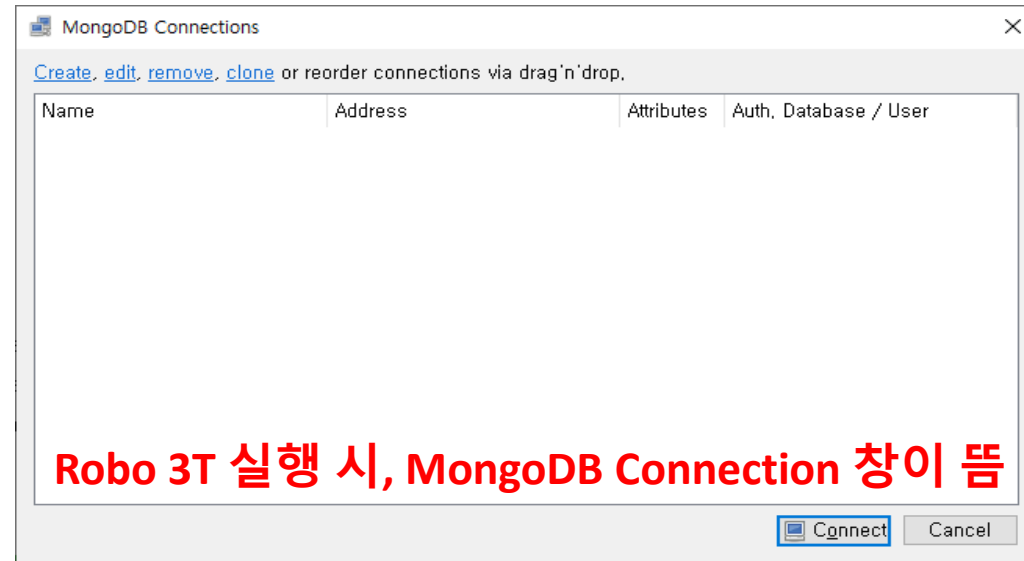 MongoDB Connections
Create, edit, remove, clone or reorder connections via drag'n'drop.
Name Address Attributes Auth. Database / User
Robo 3T 실행 시, MongoDB Connection 창이 뜸
Connect Cancel